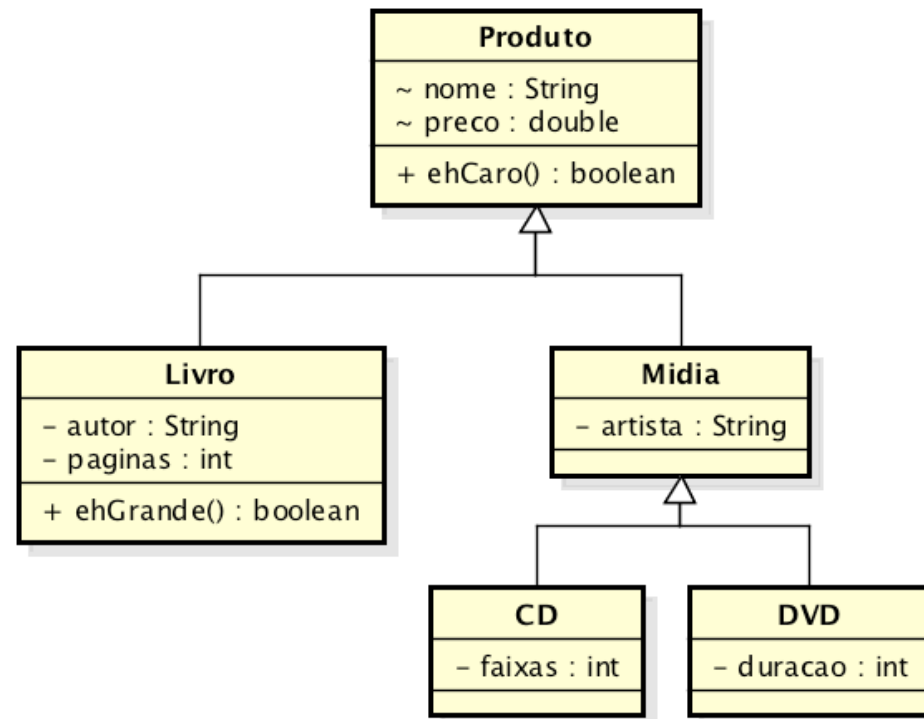 Produto
~ nome : String
~ preco : double
+ ehCaro() : boolean
Livro
- autor : String
- paginas : int
+ ehGrande() : boolean
Midia
- artista : String
CD
- faixas : int
DVD
- duracao : int